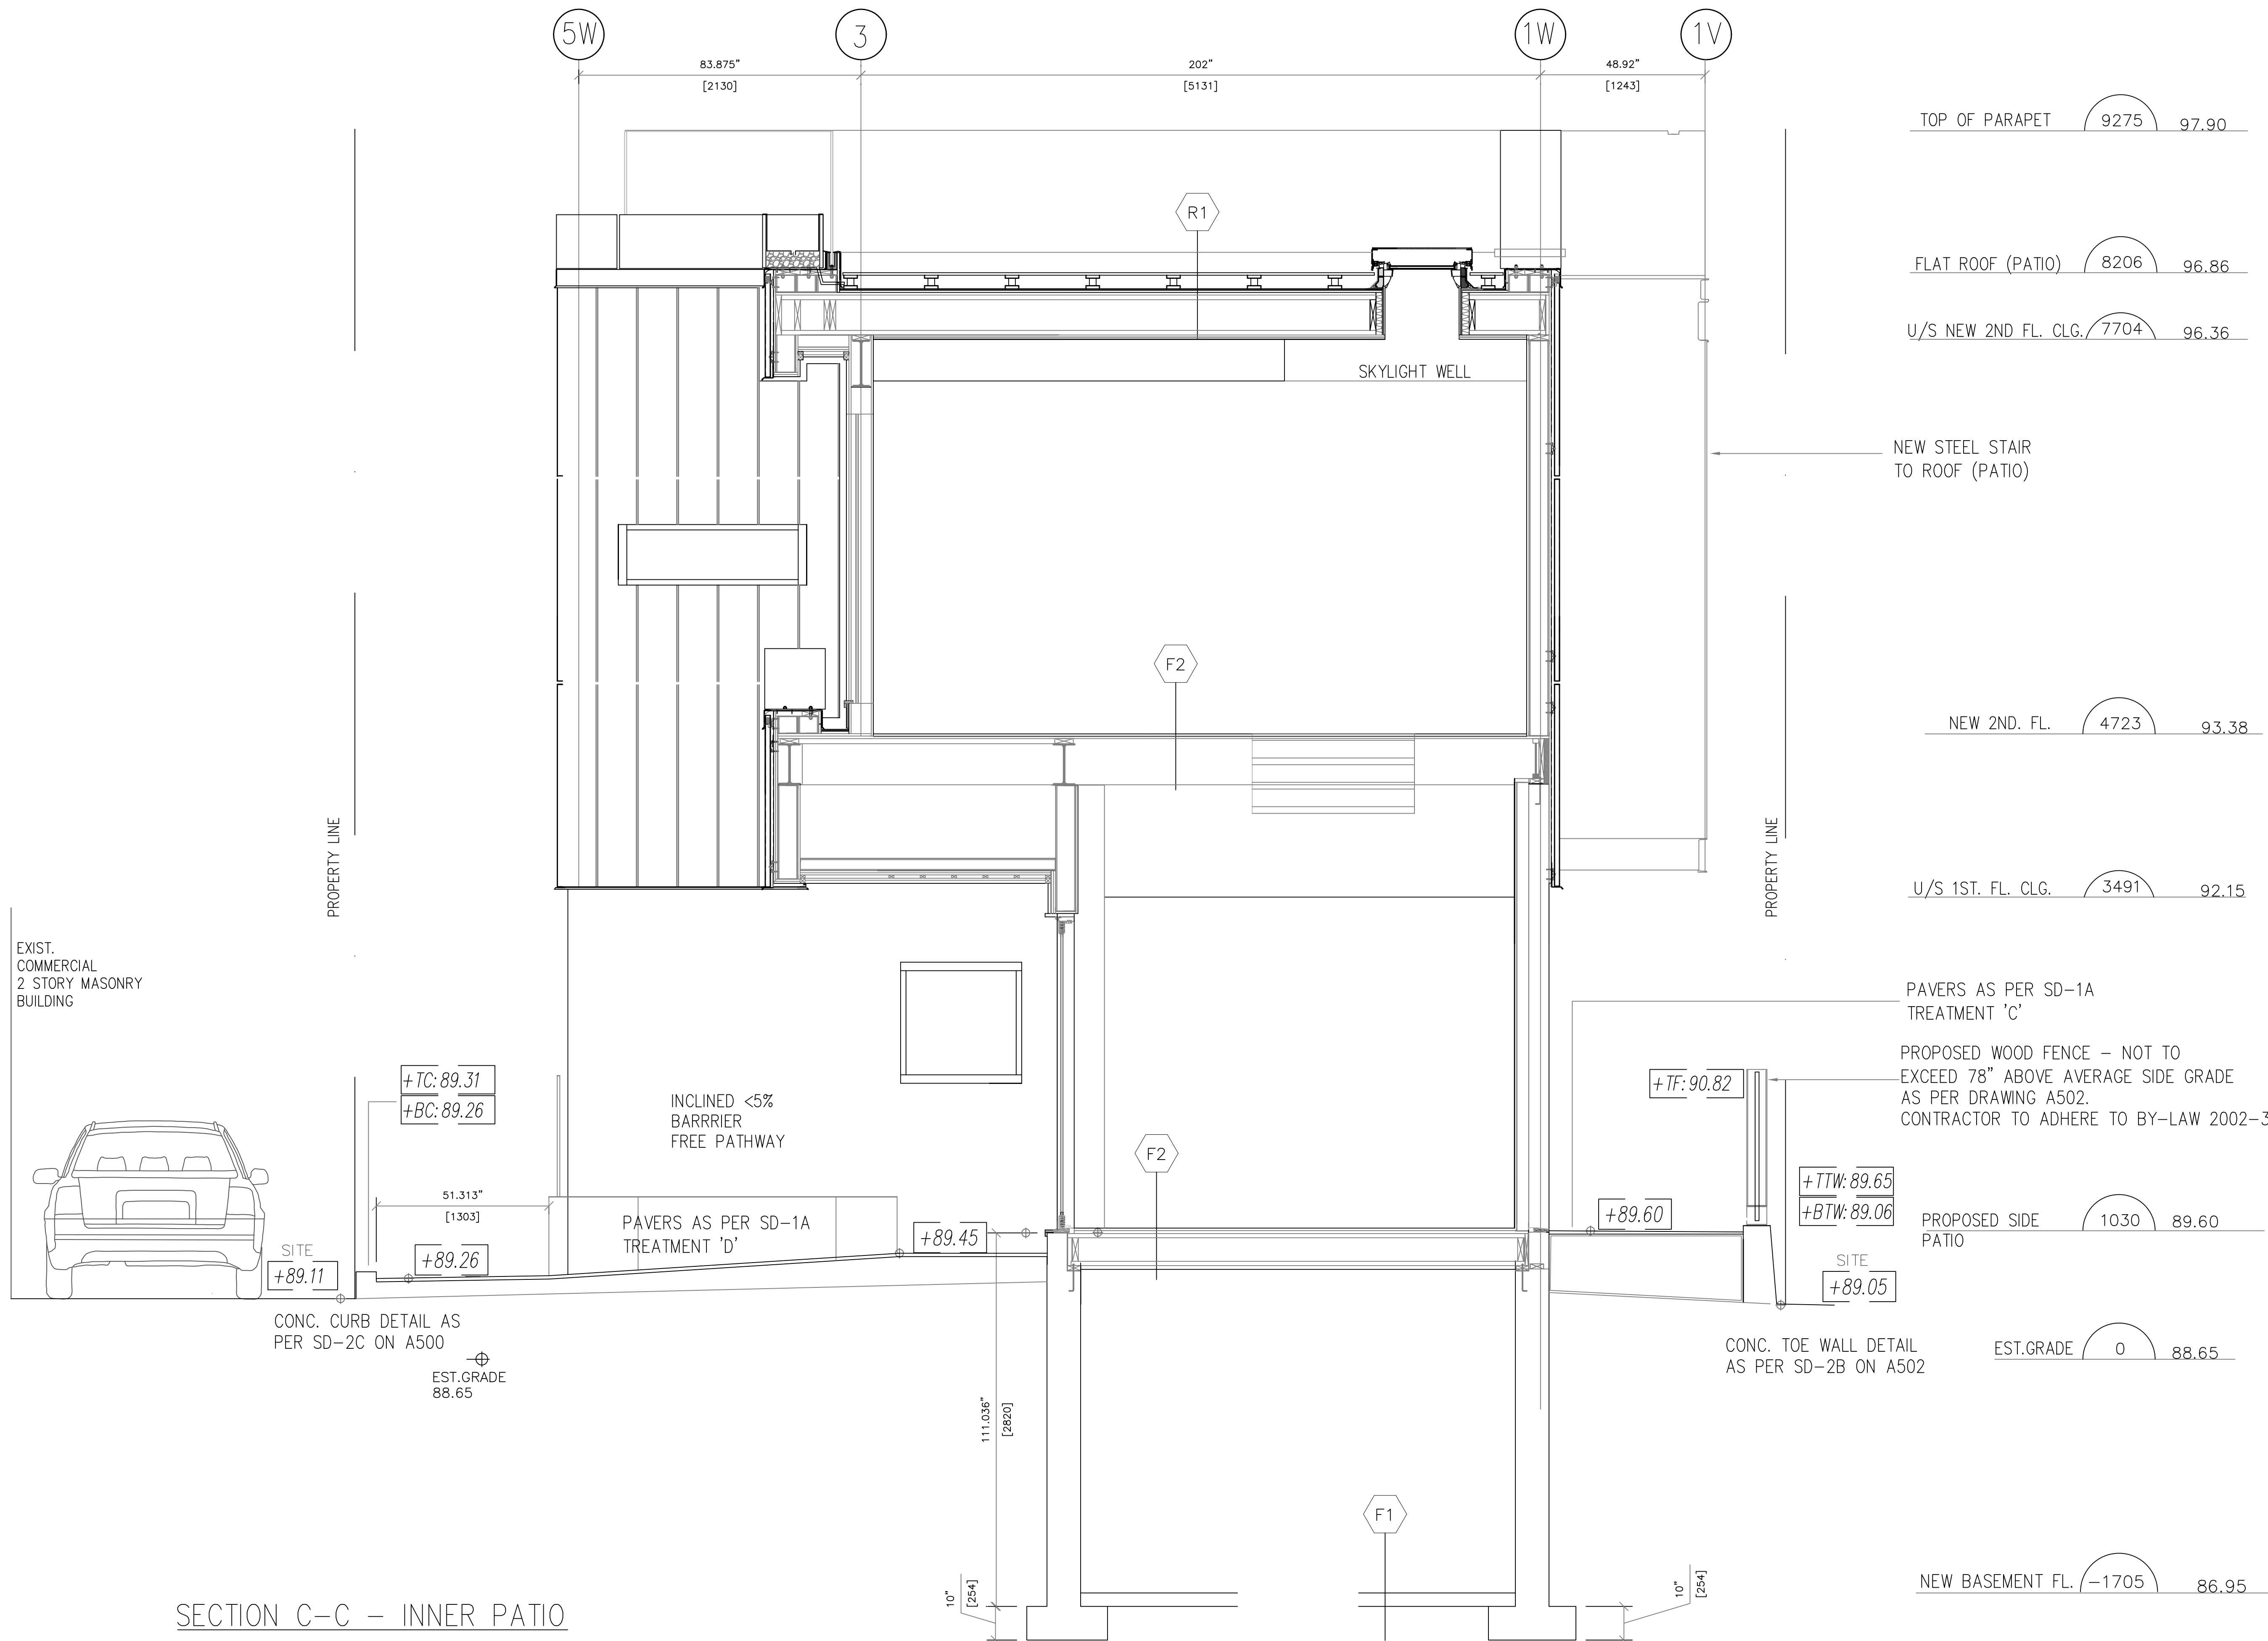 5W
3
1W
1V
83.875"
[2130]
202"
[5131]
48.92"
[1243]
TOP OF PARAPET 9275 97.90
R1
FLAT ROOF (PATIO) 8206 96.86
U/S NEW 2ND FL. CLG. 7704 96.36
SKYLIGHT WELL
NEW STEEL STAIR
TO ROOF (PATIO)
F2
NEW 2ND. FL. 4723 93.38
PROPERTY LINE
PROPERTY LINE
U/S 1ST. FL. CLG. 3491 92.15
EXIST.
COMMERCIAL
2 STORY MASONRY
BUILDING
PAVERS AS PER SD-1A
TREATMENT 'C'
PROPOSED WOOD FENCE – NOT TO
EXCEED 78" ABOVE AVERAGE SIDE GRADE
AS PER DRAWING A502.
CONTRACTOR TO ADHERE TO BY-LAW 2002-3
+TC: 89.31
+BC: 89.26
+TF: 90.82
INCLINED <5%
BARRRIER
FREE PATHWAY
F2
+TTW: 89.65
+BTW: 89.06
51.313"
[1303]
PAVERS AS PER SD-1A
TREATMENT 'D'
+89.45
+89.60
PROPOSED SIDE
PATIO
1030 89.60
SITE
+89.11
+89.26
SITE
+89.05
CONC. CURB DETAIL AS
PER SD-2C ON A500
CONC. TOE WALL DETAIL
AS PER SD-2B ON A502
EST.GRADE 0 88.65
EST.GRADE
88.65
111.036"
[2820]
F1
10"
[254]
10"
[254]
NEW BASEMENT FL. -1705 86.95
SECTION C-C – INNER PATIO